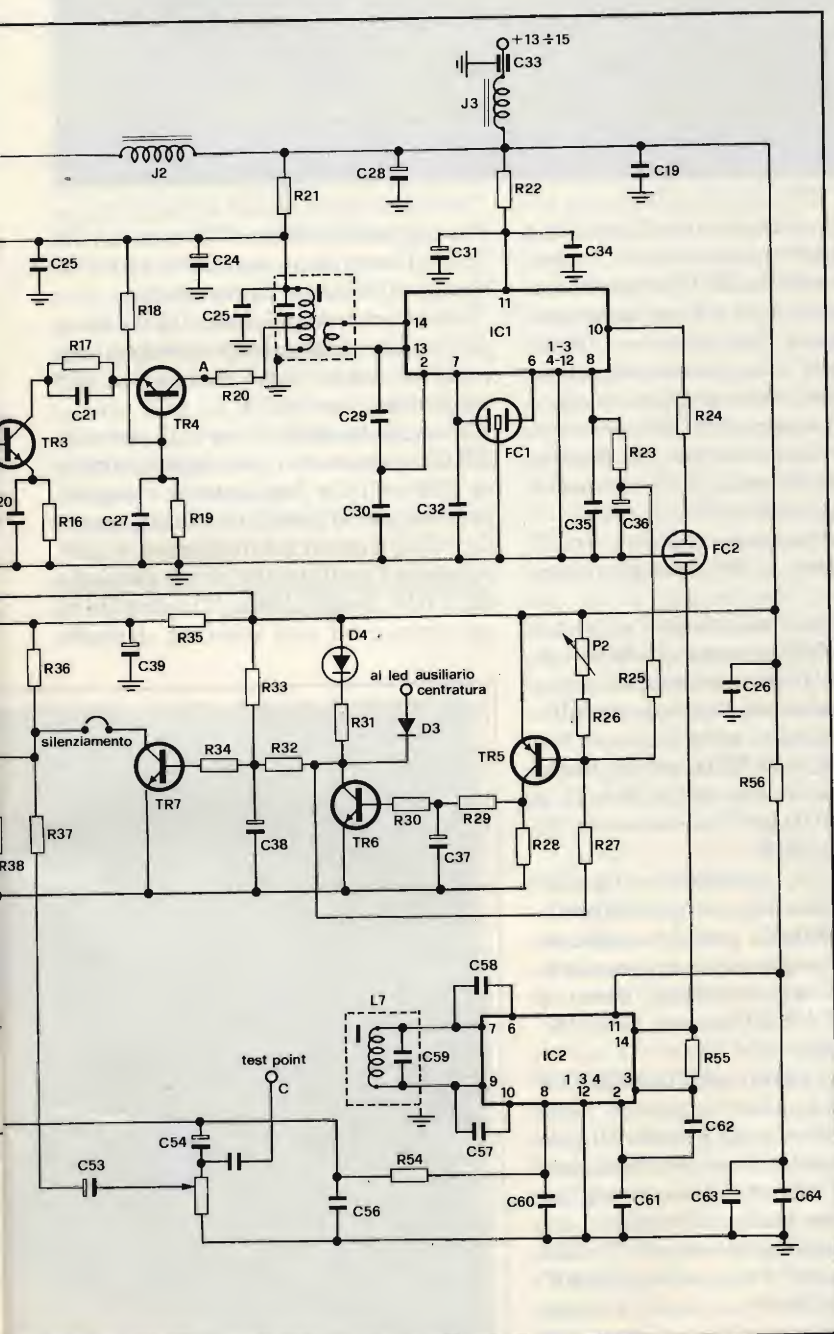 +13÷15
C33
J3
J2
C28
C19
R21
R22
C25
C24
C31
C34
R18
C25
11
IC1
10
14
13
2
7
6
1-3
4-12
8
R17
C21
A
R20
TR3
TR4
C29
FC1
R24
R23
20
R16
C27
R19
C30
C32
C35
C36
FC2
R35
C39
R36
D4
al led ausiliario
centratura
P2
R33
R31
D3
R26
R25
C26
silenziamento
R34
R32
TR7
TR5
R56
R30
R29
TR6
R37
R38
C38
C37
R28
R27
C58
L7
C59
7
6
11
14
IC2
R55
test point
C
9
10
8
1 3 4
12
2
3
C57
C62
C54
C53
R54
C56
C60
C61
C63
C64